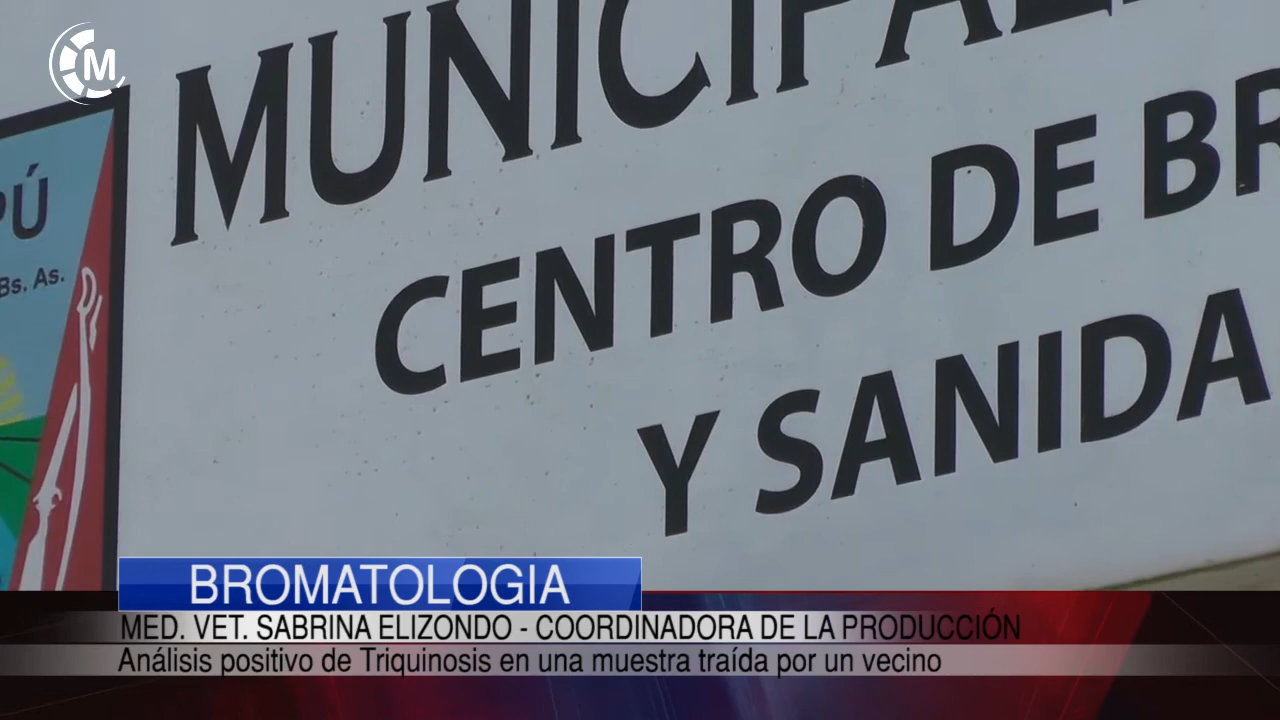 M
MUNICIPAL
PÚ
Bs. As.
CENTRO DE BR
Y SANIDA
BROMATOLOGIA
MED. VET. SABRINA ELIZONDO - COORDINADORA DE LA PRODUCCIÓN
Análisis positivo de Triquinosis en una muestra traída por un vecino